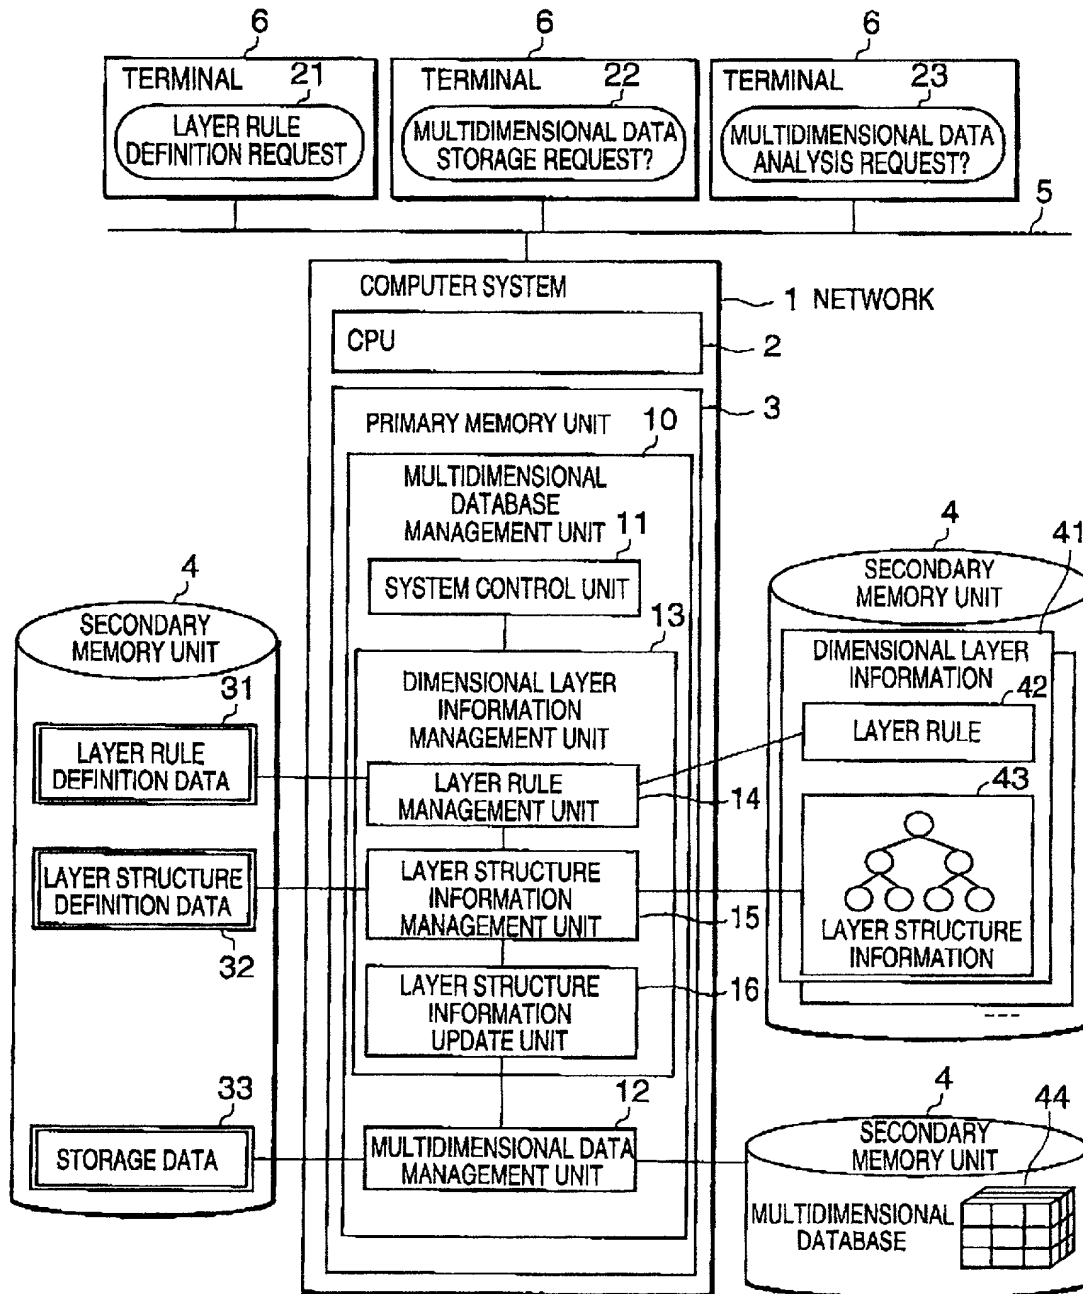 6
6
6
TERMINAL
21
LAYER RULE
DEFINITION REQUEST
TERMINAL
22
MULTIDIMENSIONAL DATA
STORAGE REQUEST?
TERMINAL
23
MULTIDIMENSIONAL DATA
ANALYSIS REQUEST?
5
COMPUTER SYSTEM
1 NETWORK
CPU
2
3
PRIMARY MEMORY UNIT
10
MULTIDIMENSIONAL
DATABASE
MANAGEMENT UNIT
11
SYSTEM CONTROL UNIT
13
DIMENSIONAL LAYER
INFORMATION
MANAGEMENT UNIT
LAYER RULE
MANAGEMENT UNIT
14
LAYER STRUCTURE
INFORMATION
MANAGEMENT UNIT
15
LAYER STRUCTURE
INFORMATION
UPDATE UNIT
16
12
MULTIDIMENSIONAL DATA
MANAGEMENT UNIT
4
SECONDARY
MEMORY UNIT
31
LAYER RULE
DEFINITION DATA
LAYER STRUCTURE
DEFINITION DATA
32
33
STORAGE DATA
4
41
SECONDARY
MEMORY UNIT
DIMENSIONAL LAYER
INFORMATION
42
LAYER RULE
43
LAYER STRUCTURE
INFORMATION
4
44
SECONDARY
MEMORY UNIT
MULTIDIMENSIONAL
DATABASE